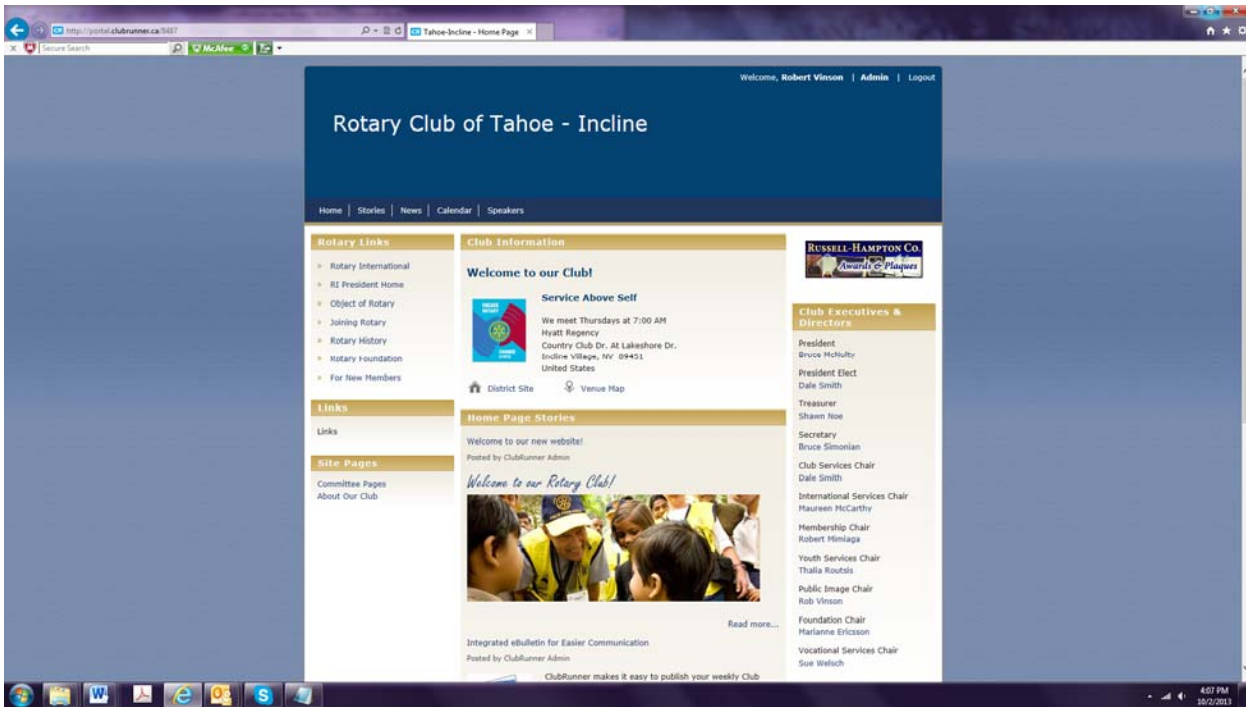 http://portal.clubrunner.ca/8487
Tahoe-Incline - Home Page
Secure Search
McAfee
Welcome, Robert Vinson | Admin | Logout
Rotary Club of Tahoe - Incline
Home | Stories | News | Calendar | Speakers
Rotary Links
Rotary International
RI President Home
Object of Rotary
Joining Rotary
Rotary History
Rotary Foundation
For New Members
Links
Links
Site Pages
Committee Pages
About Our Club
Club Information
Welcome to our Club!
Service Above Self
We meet Thursdays at 7:00 AM
Hyatt Regency
Country Club Dr. At Lakeshore Dr.
Incline Village, NV 89451
United States
District Site
Venue Map
Home Page Stories
Welcome to our new website!
Posted by ClubRunner Admin
Welcome to our Rotary Club!
Read more...
Integrated eBulletin for Easier Communication
Posted by ClubRunner Admin
ClubRunner makes it easy to publish your weekly Club
Russell-Hampton Co.
Awards & Plaques
Club Executives &
Directors
President
Bruce McNulty
President Elect
Dale Smith
Treasurer
Shawn Noe
Secretary
Bruce Simonian
Club Services Chair
Dale Smith
International Services Chair
Maureen McCarthy
Membership Chair
Robert Mimiaga
Youth Services Chair
Thalia Routsis
Public Image Chair
Rob Vinson
Foundation Chair
Marianne Ericsson
Vocational Services Chair
Sue Welsch
4:07 PM
10/2/2013